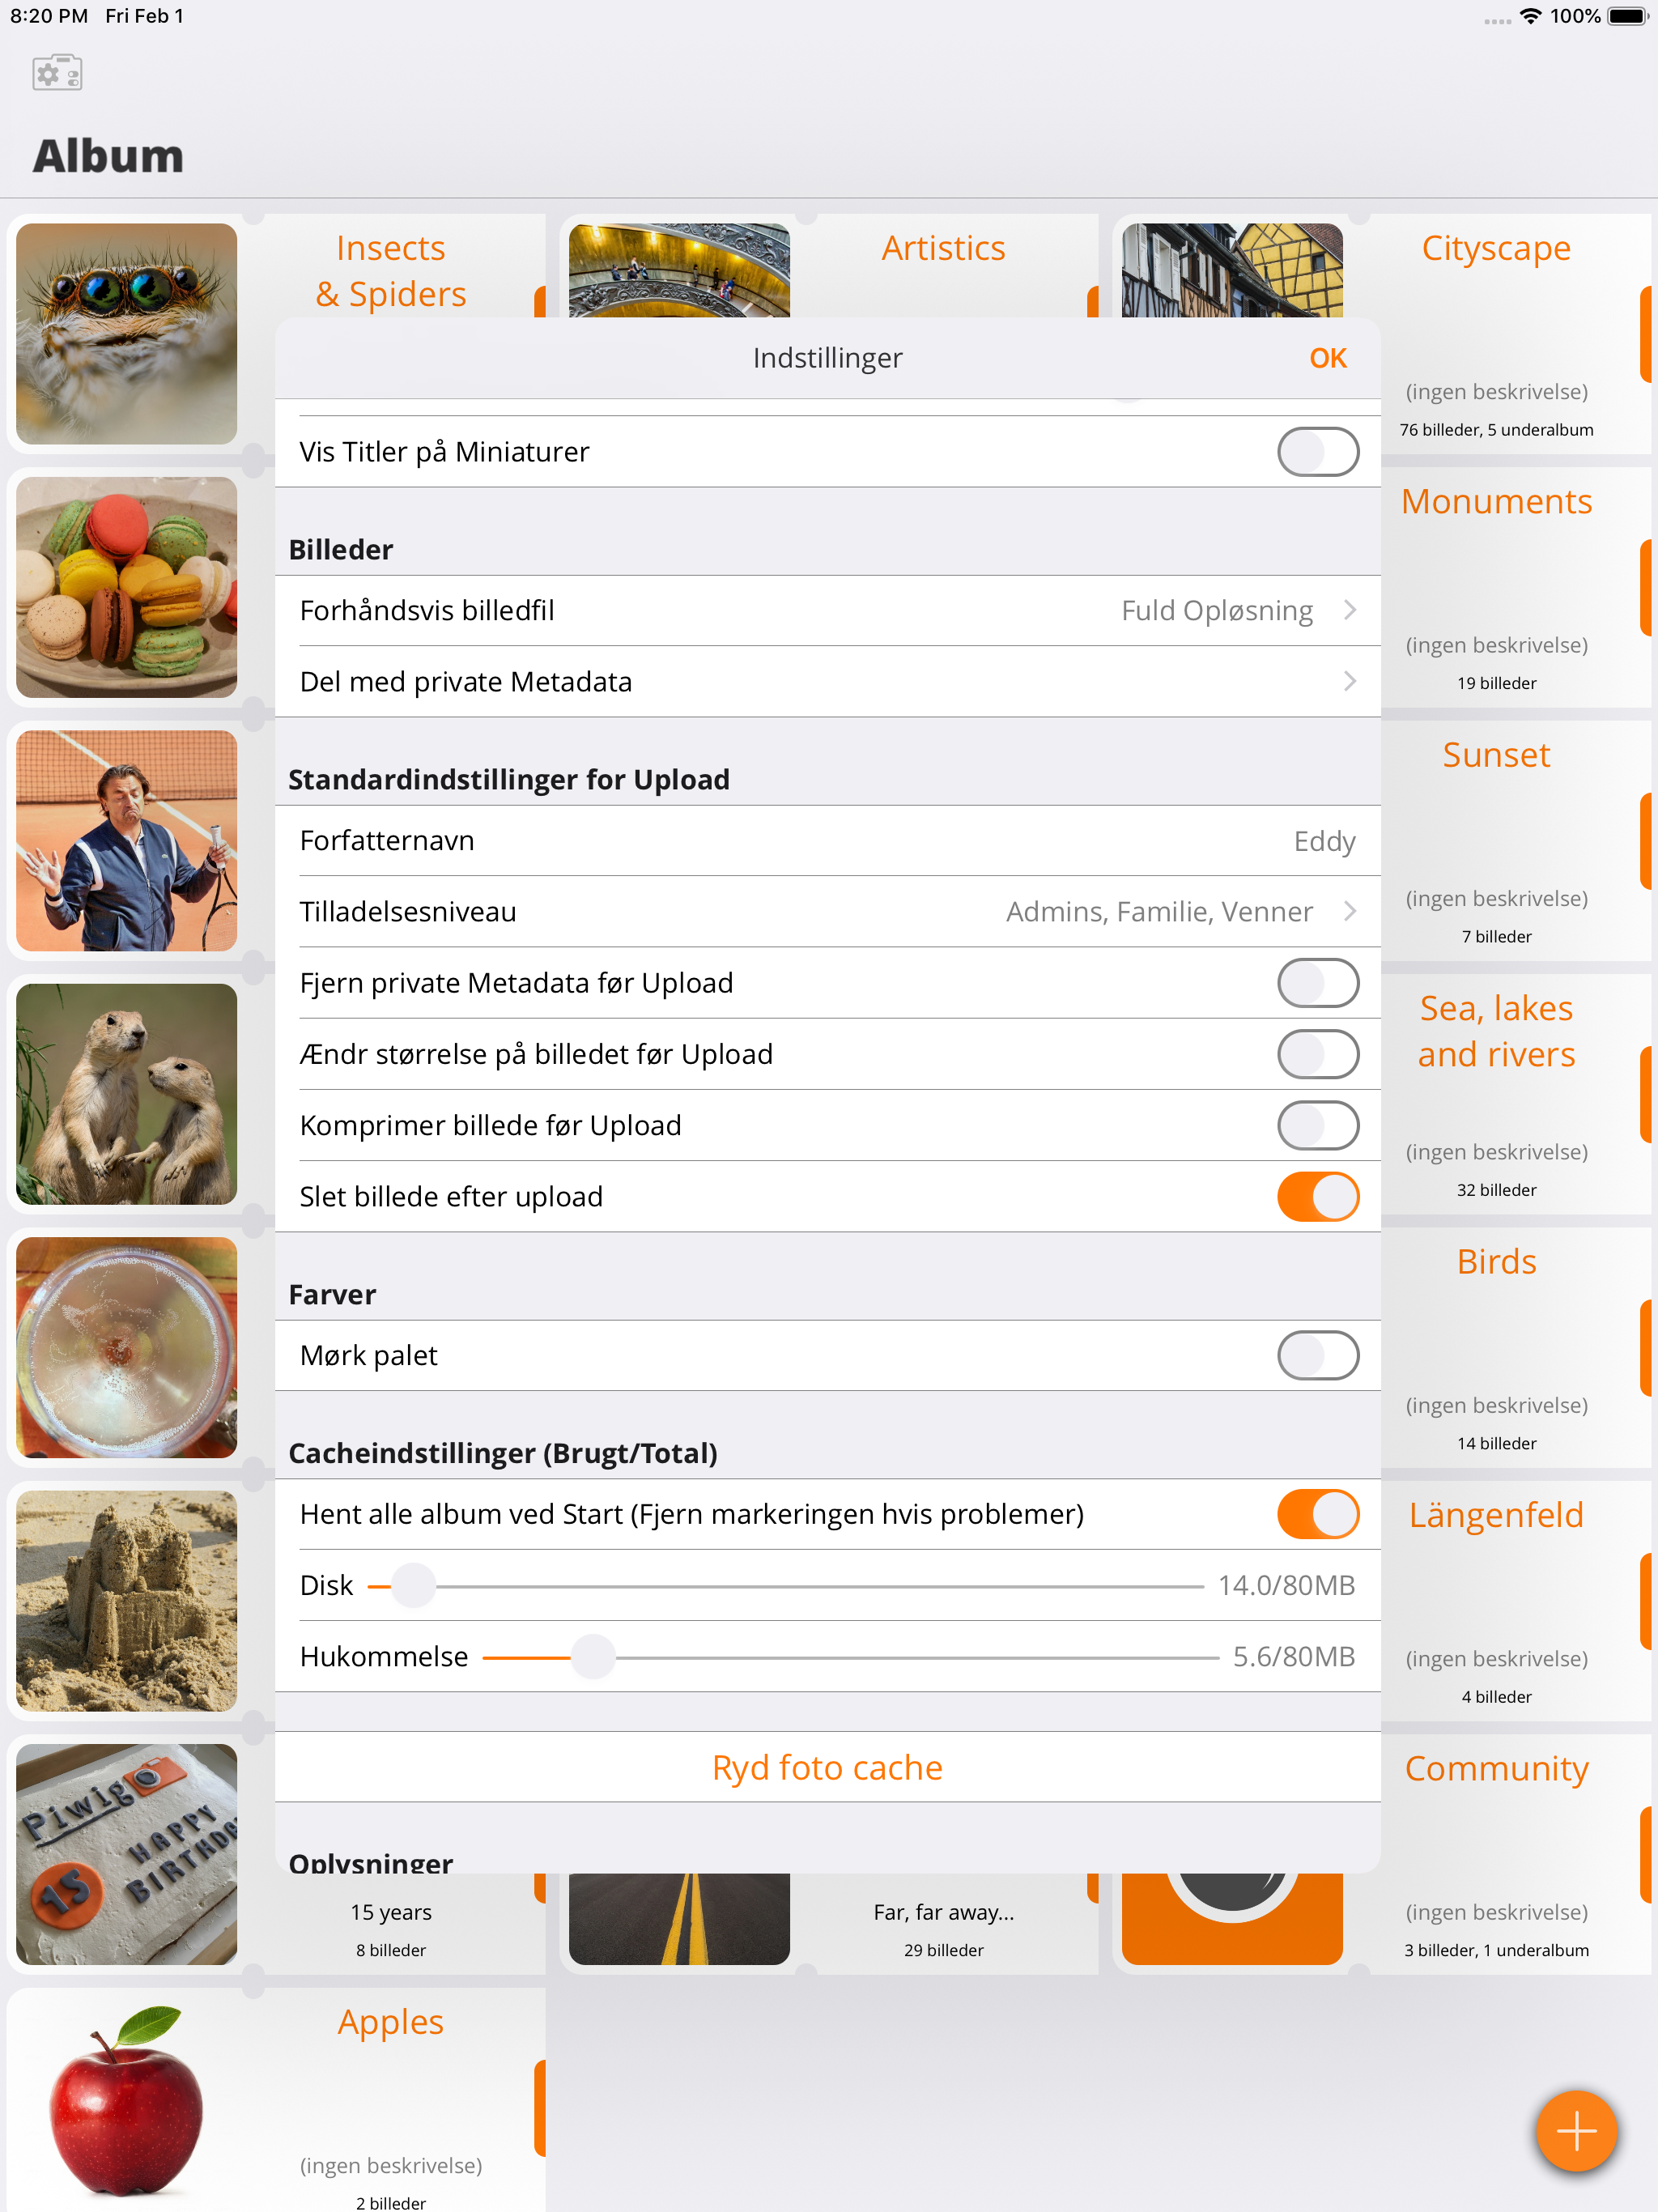 8:20 PM Fri Feb 1
100%
Album
Insects
& Spiders
Artistics
Cityscape
(ingen beskrivelse)
76 billeder, 5 underalbum
Indstillinger
OK
Vis Titler på Miniaturer
Billeder
Forhåndsvis billedfil
Fuld Opløsning
Del med private Metadata
Standardindstillinger for Upload
Forfatternavn
Eddy
Tilladelsesniveau
Admins, Familie, Venner
Fjern private Metadata før Upload
Ændr størrelse på billedet før Upload
Komprimer billede før Upload
Slet billede efter upload
Farver
Mørk palet
Cacheindstillinger (Brugt/Total)
Hent alle album ved Start (Fjern markeringen hvis problemer)
Disk
14.0/80MB
Hukommelse
5.6/80MB
Ryd foto cache
Oplysninger
Monuments
(ingen beskrivelse)
19 billeder
Sunset
(ingen beskrivelse)
7 billeder
Sea, lakes
and rivers
(ingen beskrivelse)
32 billeder
Birds
(ingen beskrivelse)
14 billeder
Längenfeld
(ingen beskrivelse)
4 billeder
Piwigo
HAPPY
BIRTHDA
15
15 years
8 billeder
Far, far away...
29 billeder
Community
(ingen beskrivelse)
3 billeder, 1 underalbum
Apples
(ingen beskrivelse)
2 billeder